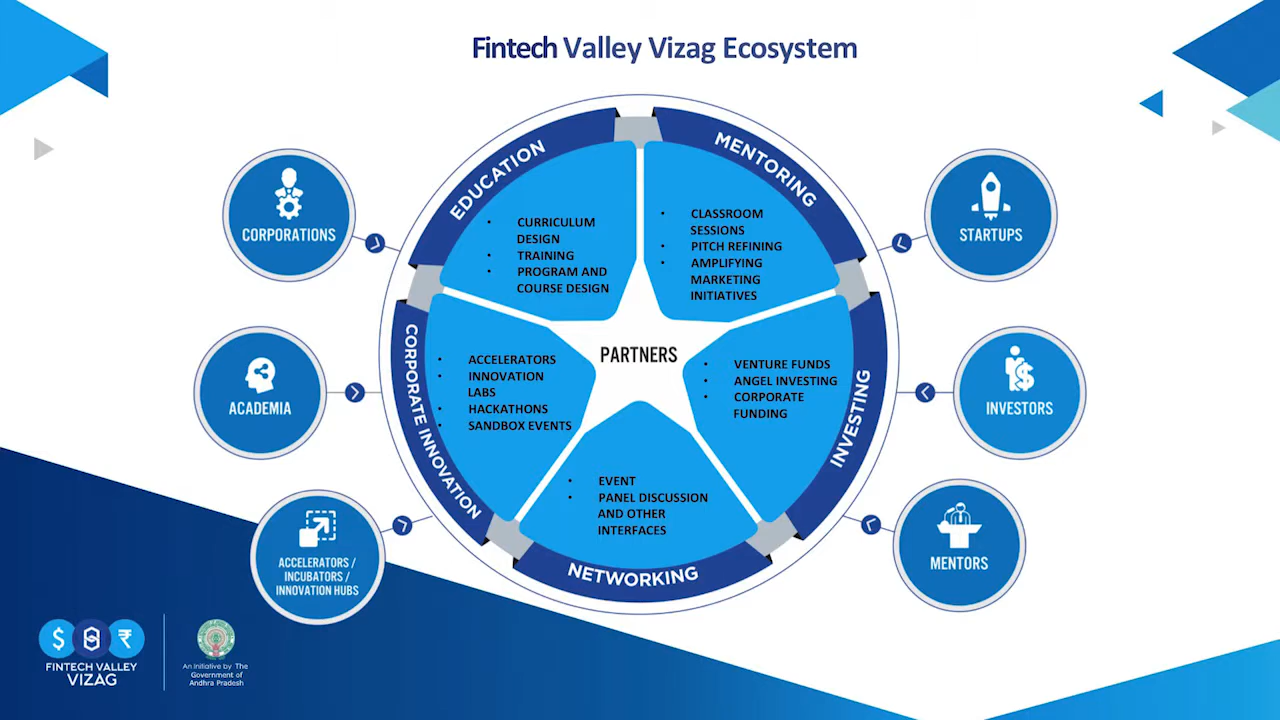 Fintech Valley Vizag Ecosystem
EDUCATION
• CURRICULUM
DESIGN
• TRAINING
• PROGRAM AND
COURSE DESIGN
MENTORING
• CLASSROOM
SESSIONS
• PITCH REFINING
• AMPLIFYING
MARKETING
INITIATIVES
CORPORATE INNOVATION
• ACCELERATORS
• INNOVATION
LABS
• HACKATHONS
• SANDBOX EVENTS
PARTNERS
INVESTING
• VENTURE FUNDS
• ANGEL INVESTING
• CORPORATE
FUNDING
NETWORKING
• EVENT
• PANEL DISCUSSION
AND OTHER
INTERFACES
CORPORATIONS
ACADEMIA
ACCELERATORS /
INCUBATORS /
INNOVATION HUBS
STARTUPS
INVESTORS
MENTORS
$ ₹
FINTECH VALLEY
VIZAG
An Initiative by The
Government of
Andhra Pradesh